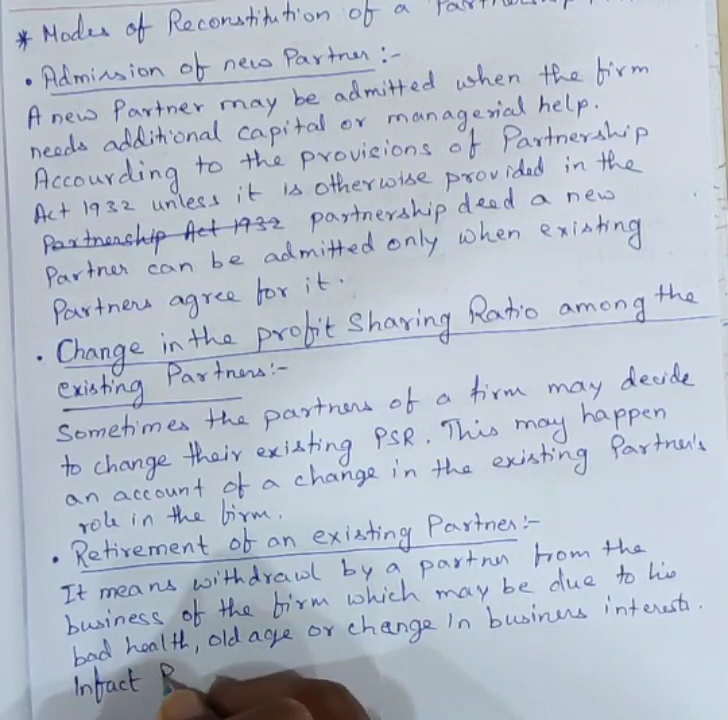 * Modes of Reconstitution of a Partnership
• Admission of new Partner :-
A new Partner may be admitted when the firm
needs additional capital or managerial help.
Accourding to the provisions of Partnership
Act 1932 unless it is otherwise provided in the
Partnership Act 1932 partnership deed a new
Partner can be admitted only when existing
Partners agree for it.
• Change in the profit Sharing Ratio among the
existing Partners:-
Sometimes the partners of a firm may decide
to change their existing PSR. This may happen
an account of a change in the existing Partner's
role in the firm.
• Retirement of an existing Partner:-
It means withdrawl by a partner from the
business of the firm which may be due to his
bad health, old age or change in business interests.
Infact